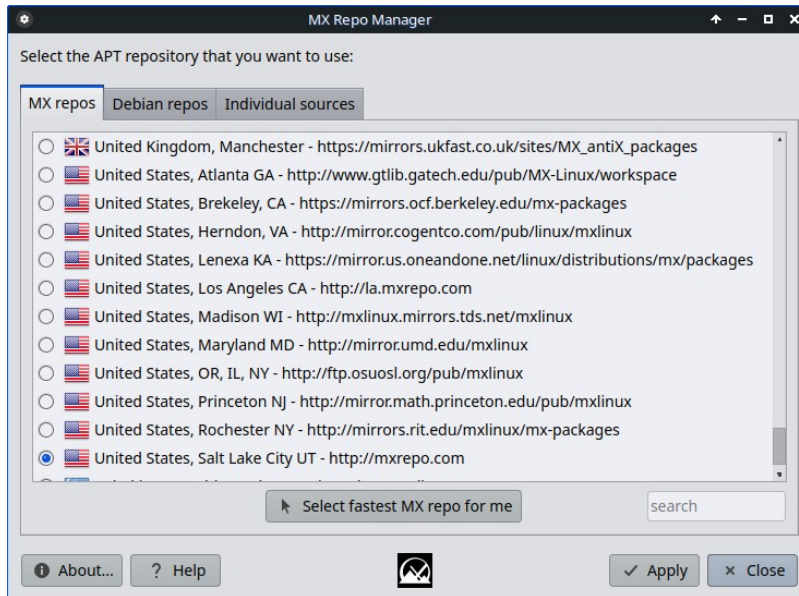 MX Repo Manager
Select the APT repository that you want to use:
MX repos Debian repos Individual sources
United Kingdom, Manchester - https://mirrors.ukfast.co.uk/sites/MX_antiX_packages
United States, Atlanta GA - http://www.gtlib.gatech.edu/pub/MX-Linux/workspace
United States, Brekeley, CA - https://mirrors.ocf.berkeley.edu/mx-packages
United States, Herndon, VA - http://mirror.cogentco.com/pub/linux/mxlinux
United States, Lenexa KA - https://mirror.us.oneandone.net/linux/distributions/mx/packages
United States, Los Angeles CA - http://la.mxrepo.com
United States, Madison WI - http://mxlinux.mirrors.tds.net/mxlinux
United States, Maryland MD - http://mirror.umd.edu/mxlinux
United States, OR, IL, NY - http://ftp.osuosl.org/pub/mxlinux
United States, Princeton NJ - http://mirror.math.princeton.edu/pub/mxlinux
United States, Rochester NY - http://mirrors.rit.edu/mxlinux/mx-packages
United States, Salt Lake City UT - http://mxrepo.com
Select fastest MX repo for me search
About... ? Help Apply Close